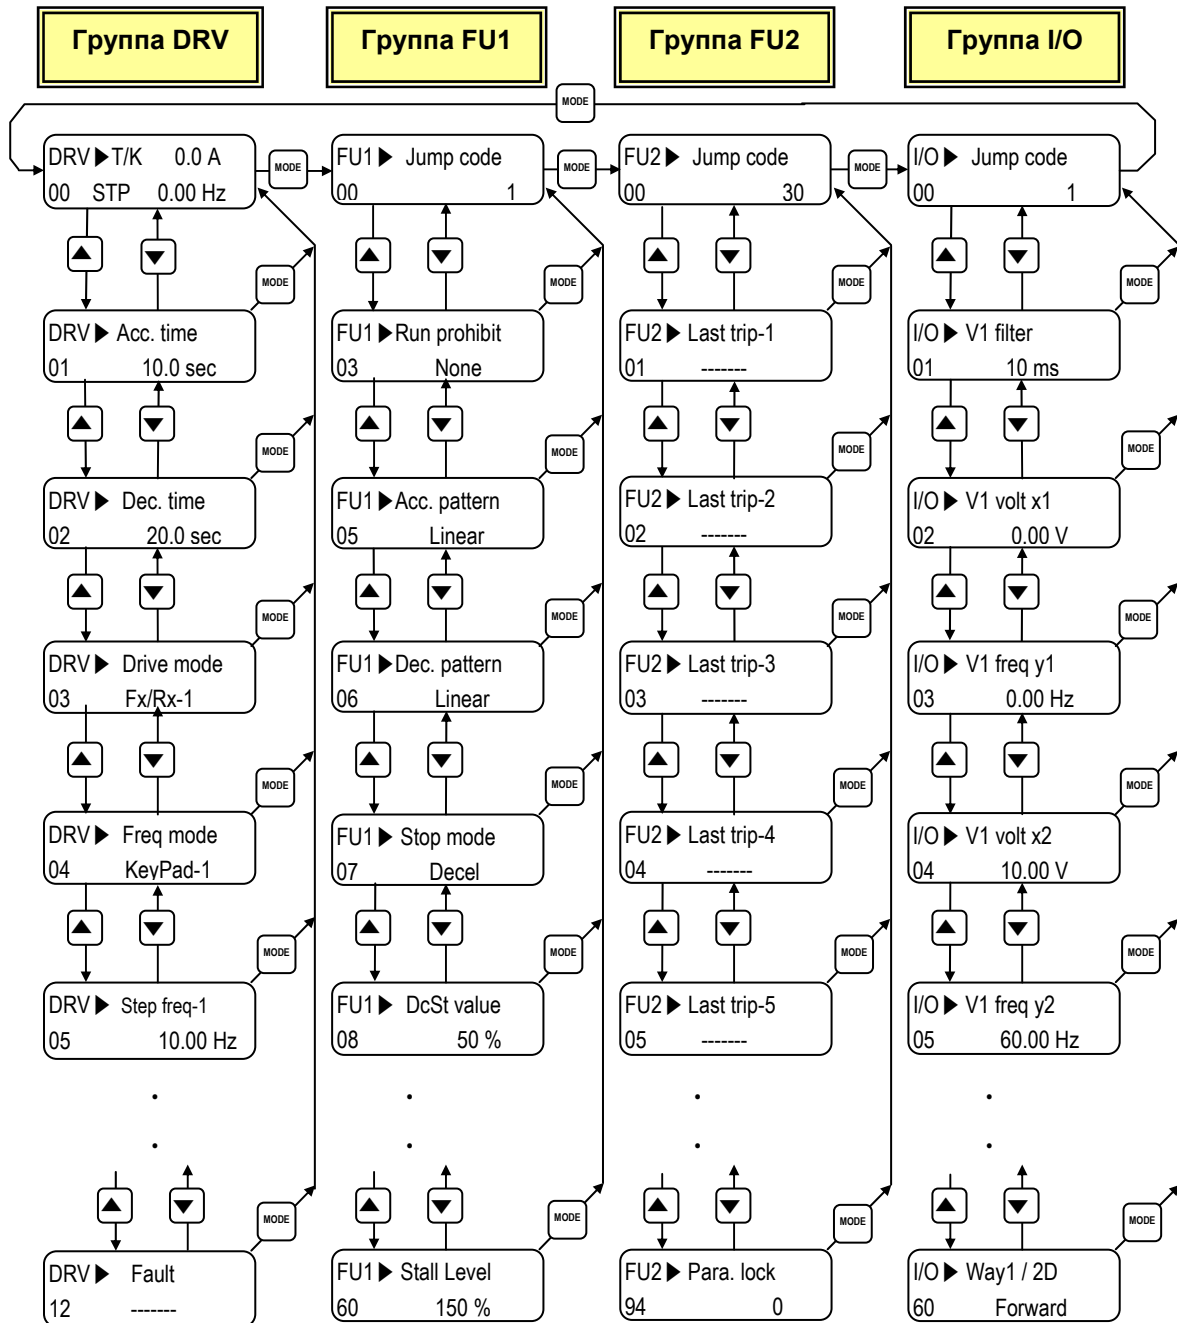 Группа DRV
Группа FU1
Группа FU2
Группа I/O
MODE
DRV▶T/K 0.0 A
00 STP 0.00 Hz
MODE
FU1▶ Jump code
00 1
MODE
FU2▶ Jump code
00 30
MODE
I/O▶ Jump code
00 1
MODE
MODE
MODE
MODE
DRV▶ Acc. time
01 10.0 sec
FU1▶Run prohibit
03 None
FU2▶ Last trip-1
01 -------
I/O▶ V1 filter
01 10 ms
MODE
MODE
MODE
MODE
DRV▶ Dec. time
02 20.0 sec
FU1▶Acc. pattern
05 Linear
FU2▶ Last trip-2
02 -------
I/O▶ V1 volt x1
02 0.00 V
MODE
MODE
MODE
MODE
DRV▶ Drive mode
03 Fx/Rx-1
FU1▶Dec. pattern
06 Linear
FU2▶ Last trip-3
03 -------
I/O▶ V1 freq y1
03 0.00 Hz
MODE
MODE
MODE
MODE
DRV▶ Freq mode
04 KeyPad-1
FU1▶ Stop mode
07 Decel
FU2▶ Last trip-4
04 -------
I/O▶ V1 volt x2
04 10.00 V
MODE
MODE
MODE
MODE
DRV▶ Step freq-1
05 10.00 Hz
FU1▶ DcSt value
08 50 %
FU2▶ Last trip-5
05 -------
I/O▶ V1 freq y2
05 60.00 Hz
MODE
MODE
MODE
MODE
DRV▶ Fault
12 -------
FU1▶ Stall Level
60 150 %
FU2▶ Para. lock
94 0
I/O▶ Way1 / 2D
60 Forward